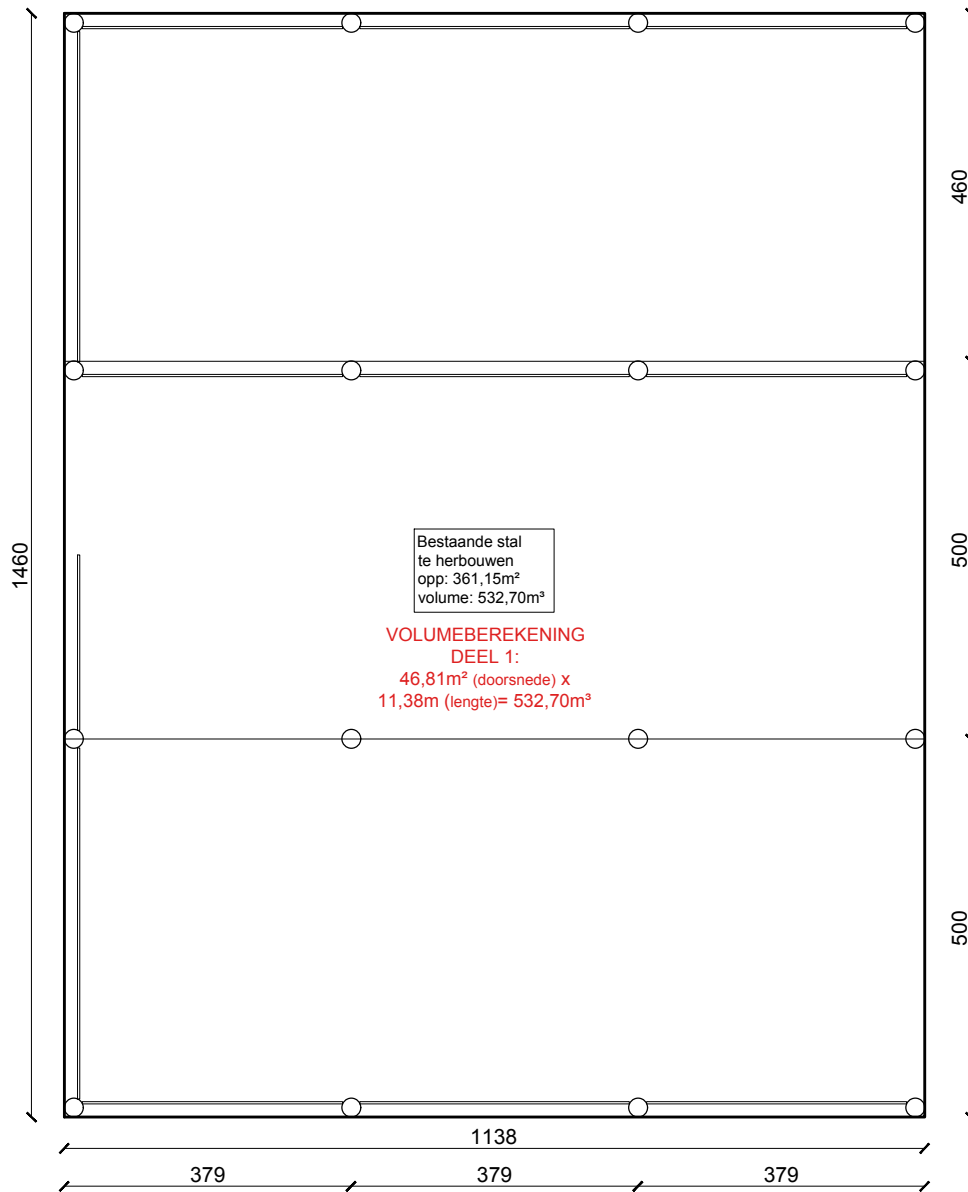 460
1460
500
Bestaande stal
te herbouwen
opp: 361,15m²
volume: 532,70m³
VOLUMEBEREKENING
DEEL 1:
46,81m² (doorsnede) x
11,38m (lengte)= 532,70m³
500
1138
379
379
379